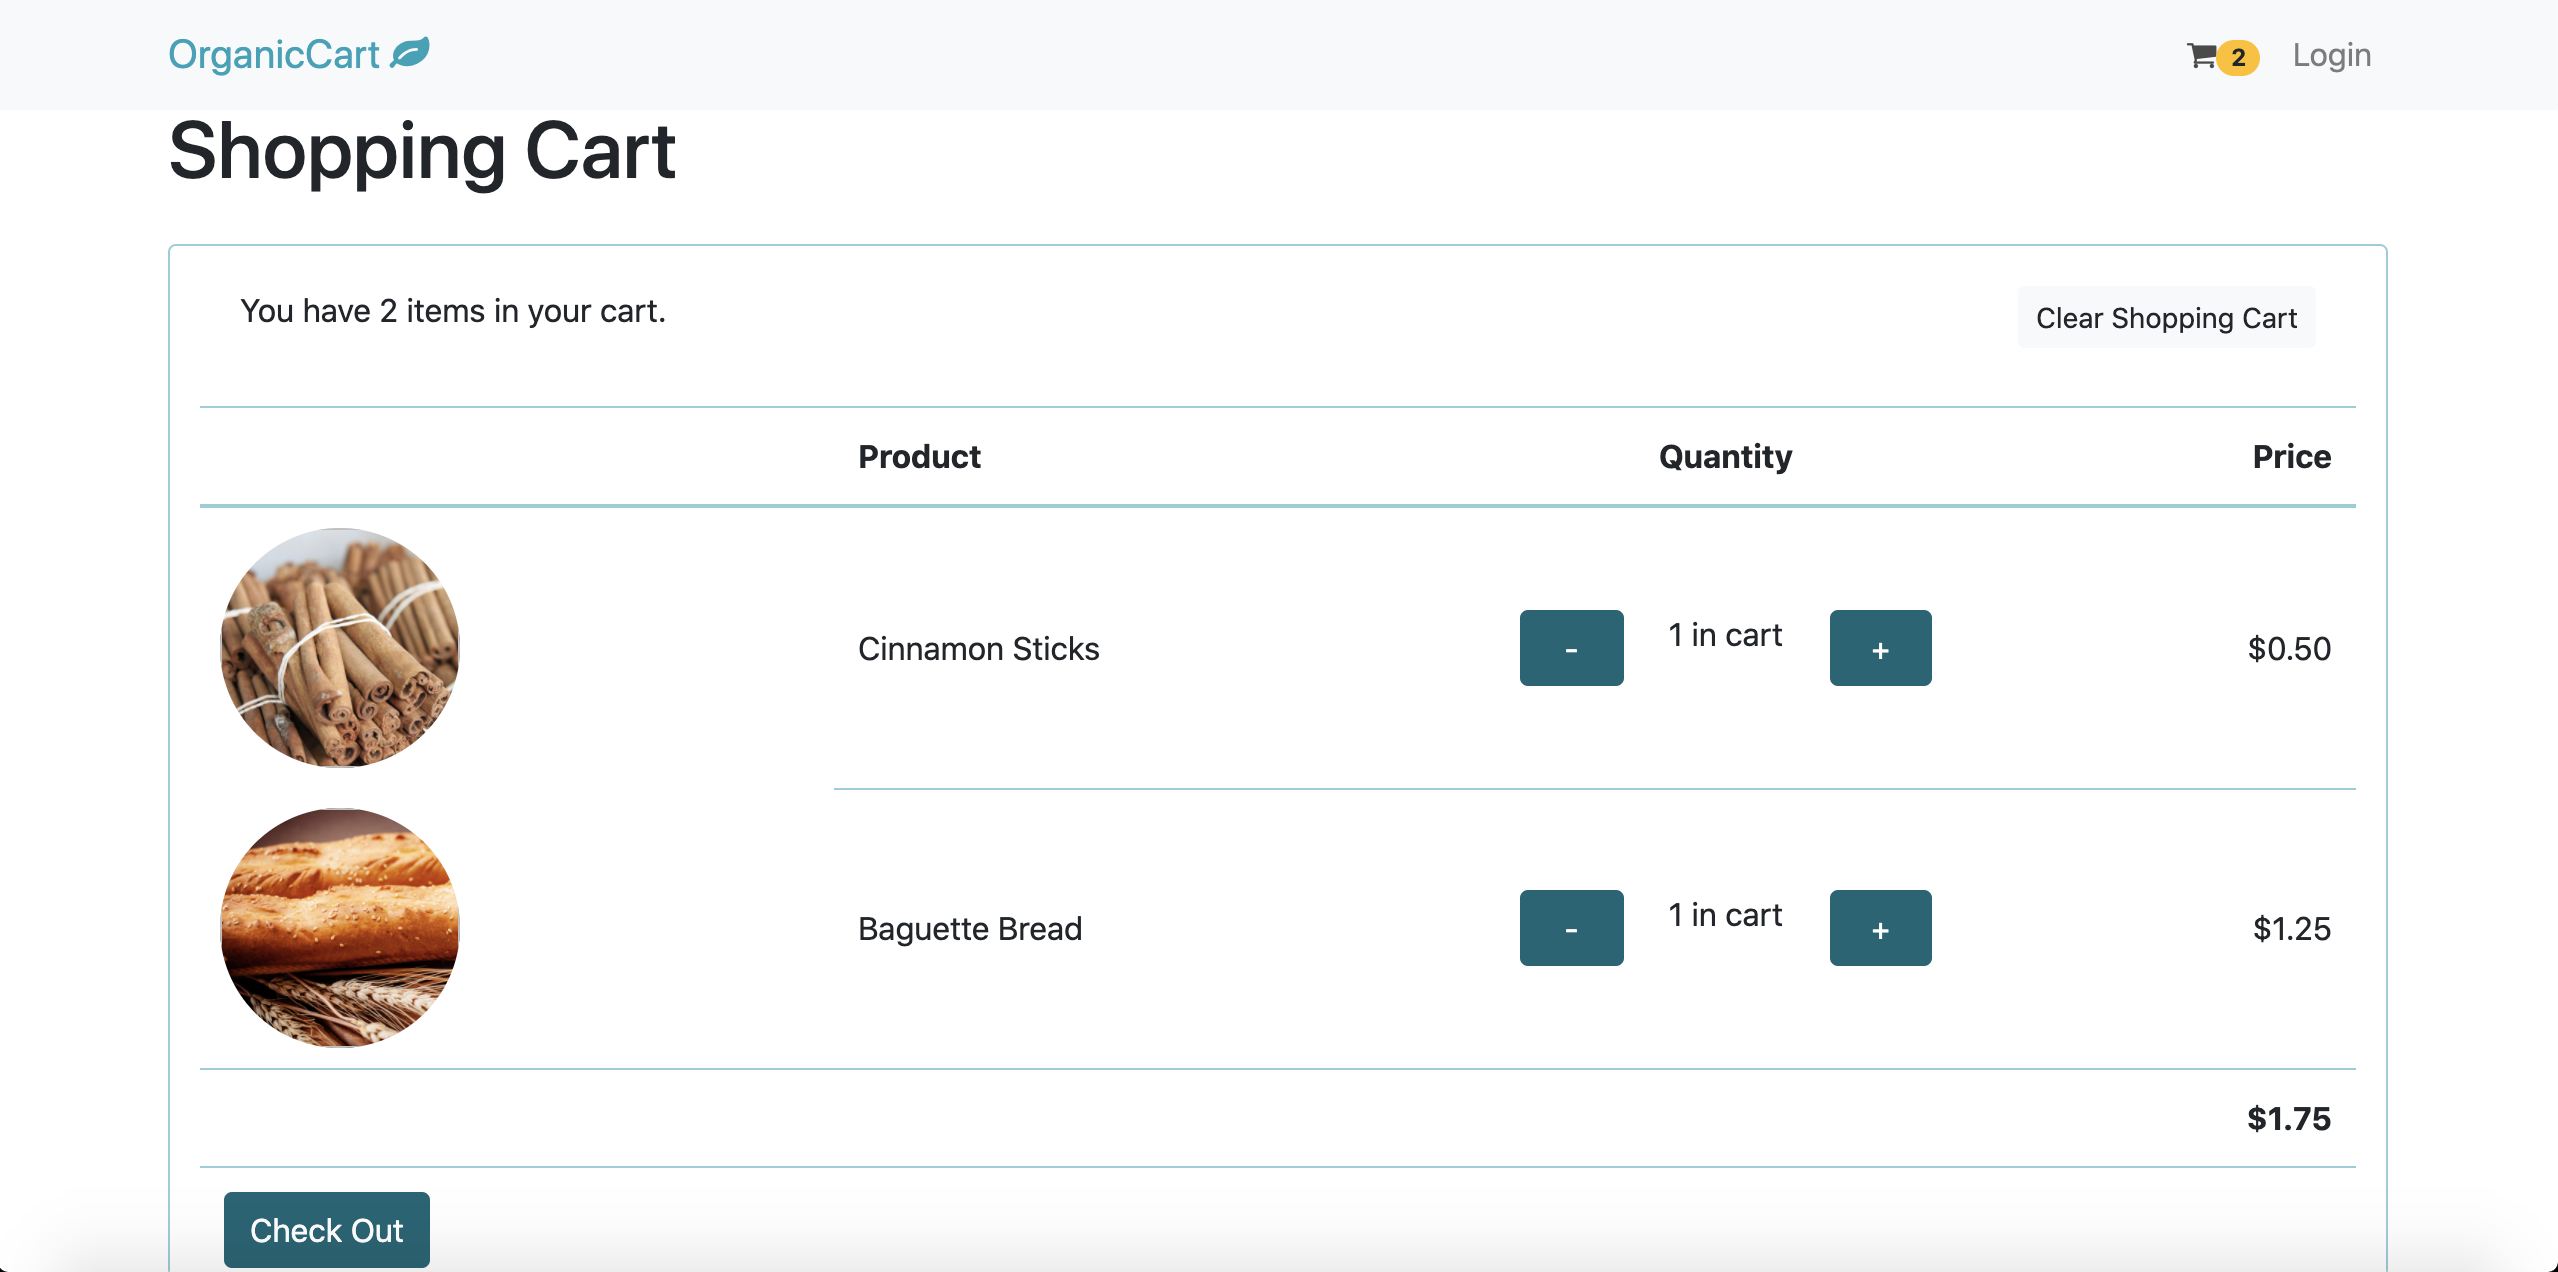 OrganicCart
2 Login
Shopping Cart
You have 2 items in your cart.
Clear Shopping Cart
Product Quantity Price
Cinnamon Sticks - 1 in cart + $0.50
Baguette Bread - 1 in cart + $1.25
$1.75
Check Out